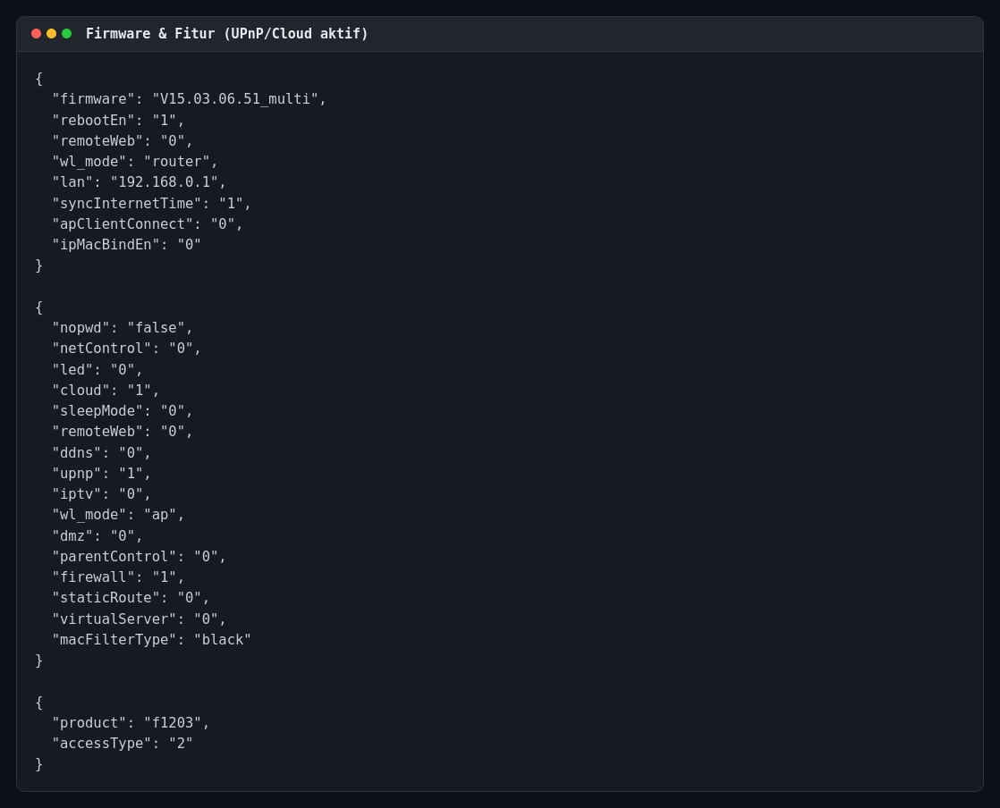 Firmware & Fitur (UPnP/Cloud aktif)
{
  "firmware": "V15.03.06.51_multi",
  "rebootEn": "1",
  "remoteWeb": "0",
  "wl_mode": "router",
  "lan": "192.168.0.1",
  "syncInternetTime": "1",
  "apClientConnect": "0",
  "ipMacBindEn": "0"
}

{
  "nopwd": "false",
  "netControl": "0",
  "led": "0",
  "cloud": "1",
  "sleepMode": "0",
  "remoteWeb": "0",
  "ddns": "0",
  "upnp": "1",
  "iptv": "0",
  "wl_mode": "ap",
  "dmz": "0",
  "parentControl": "0",
  "firewall": "1",
  "staticRoute": "0",
  "virtualServer": "0",
  "macFilterType": "black"
}

{
  "product": "f1203",
  "accessType": "2"
}